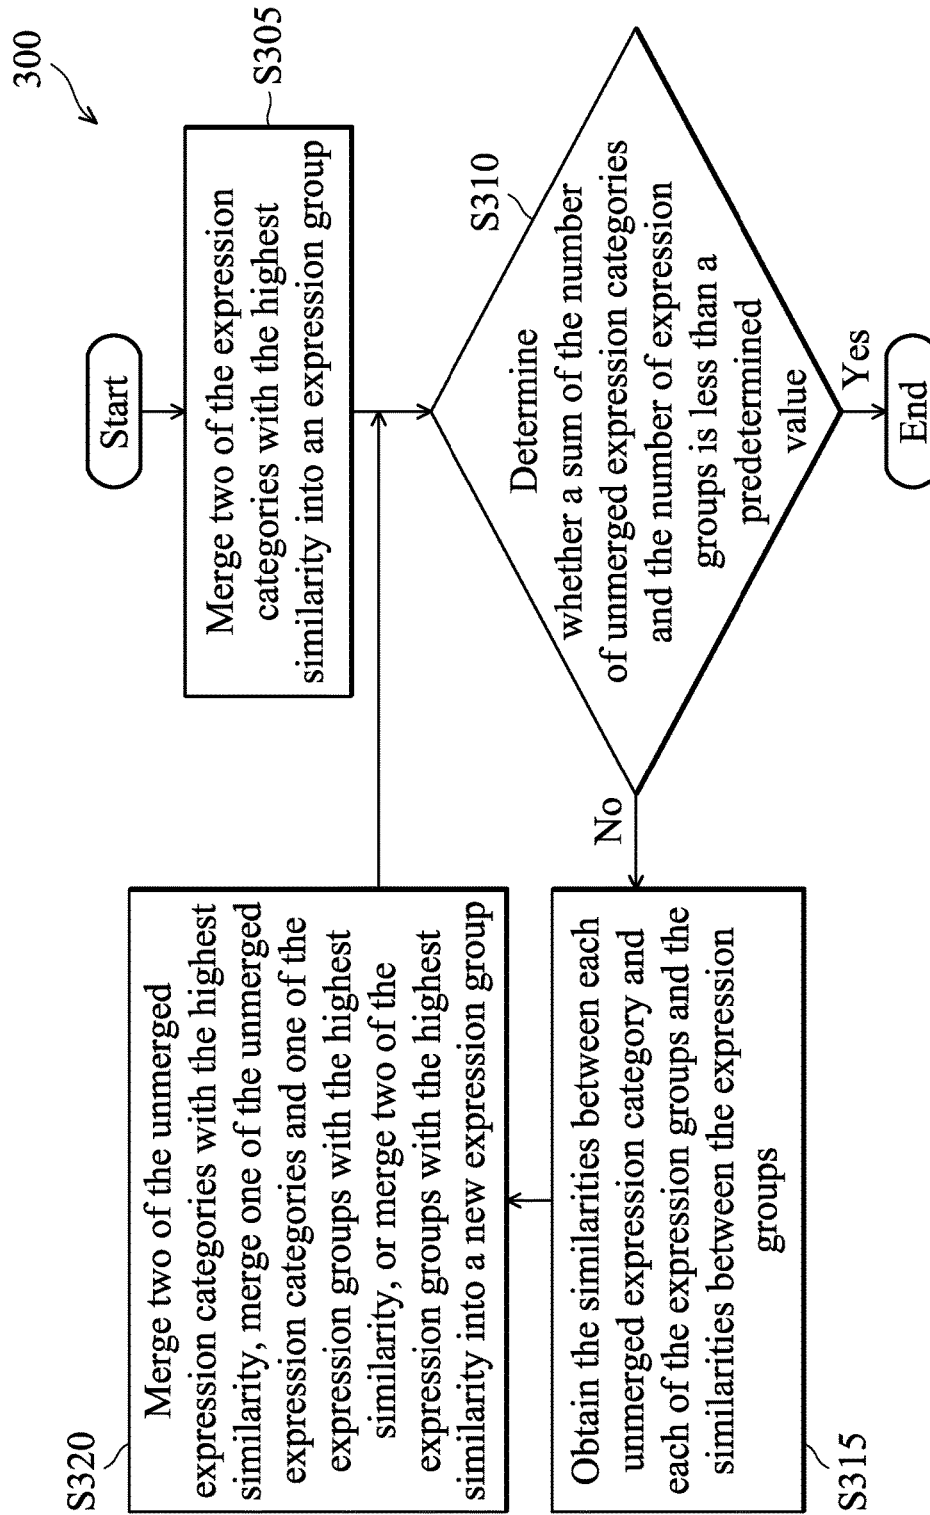 300
Start
Merge two of the expression
categories with the highest
similarity into an expression group
S305
S310
Determine
whether a sum of the number
of unmerged expression categories
and the number of expression
groups is less than a
predetermined
value
Yes
End
No
Obtain the similarities between each
unmerged expression category and
each of the expression groups and the
similarities between the expression
groups
S315
S320
Merge two of the unmerged
expression categories with the highest
similarity, merge one of the unmerged
expression categories and one of the
expression groups with the highest
similarity, or merge two of the
expression groups with the highest
similarity into a new expression group